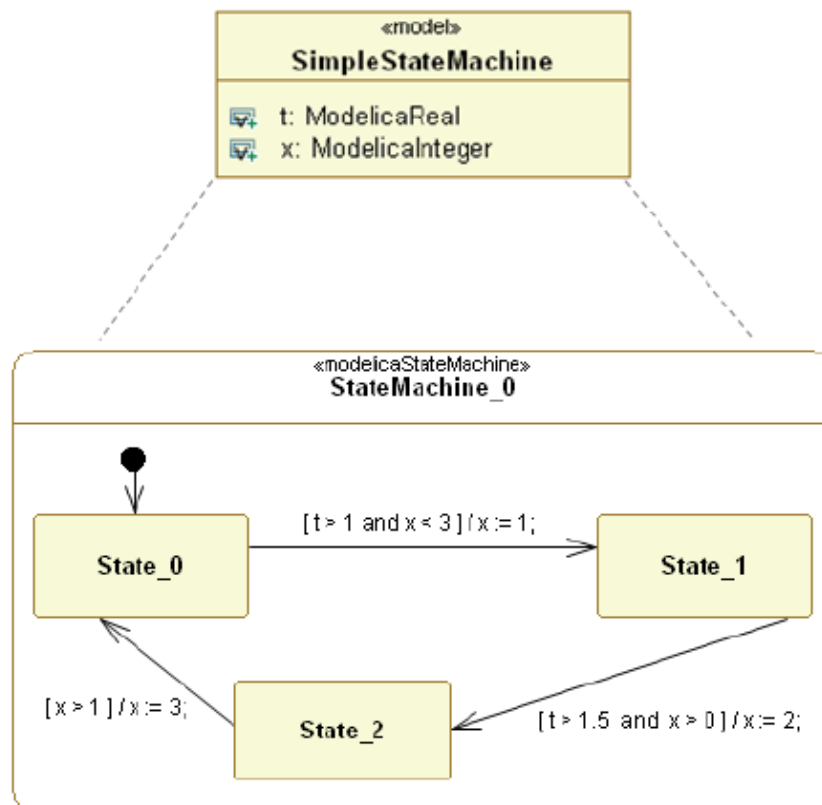 «model»
SimpleStateMachine
t: ModelicaReal
x: ModelicaInteger
«modelicaStateMachine»
StateMachine_0
[ t > 1 and x < 3 ] / x := 1;
State_0
State_1
[ x > 1 ] / x := 3;
State_2
[ t > 1.5 and x > 0 ] / x := 2;